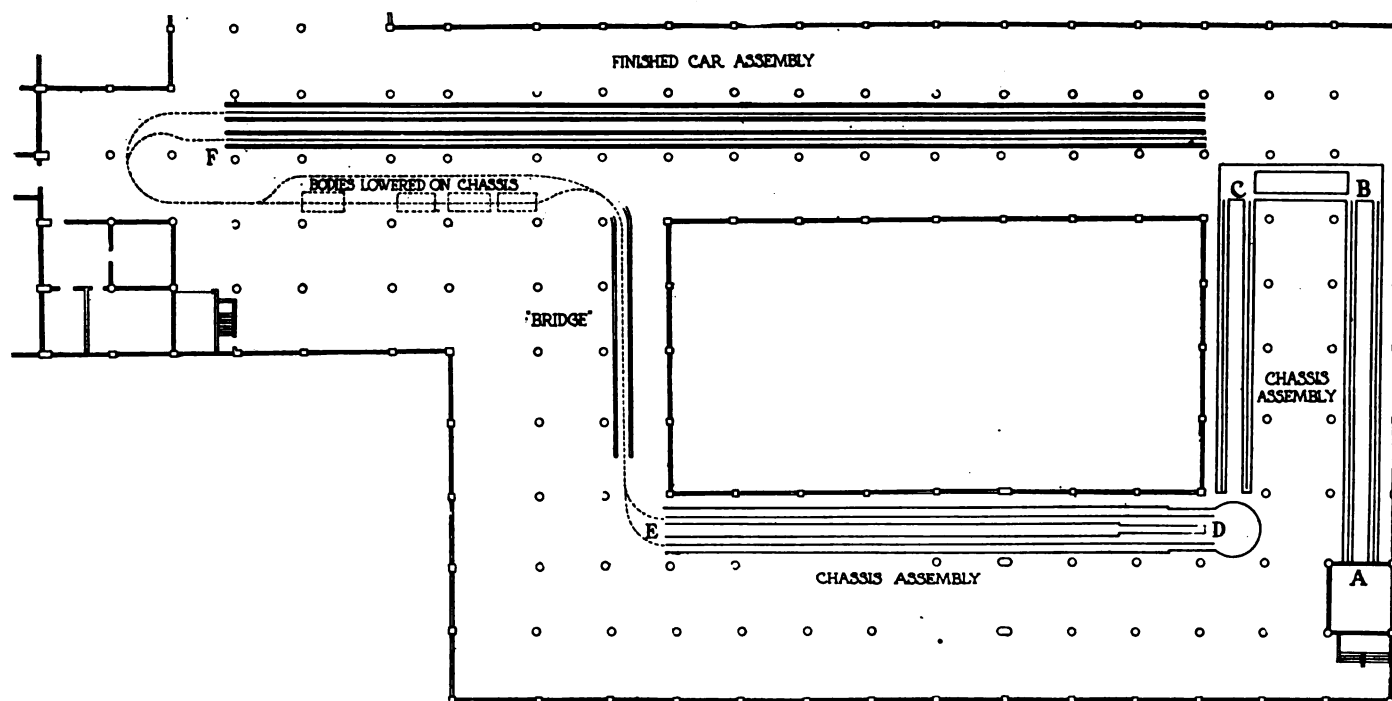 FINISHED CAR ASSEMBLY
F
BODIES LOWERED ON CHASSIS
C
B
"BRIDGE"
CHASSIS
ASSEMBLY
E
D
CHASSIS ASSEMBLY
A